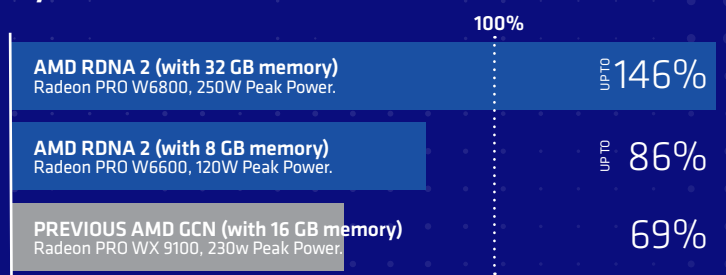 100%
AMD RDNA 2 (with 32 GB memory)
Radeon PRO W6800, 250W Peak Power.
UP TO 146%
AMD RDNA 2 (with 8 GB memory)
Radeon PRO W6600, 120W Peak Power.
UP TO 86%
PREVIOUS AMD GCN (with 16 GB memory)
Radeon PRO WX 9100, 230w Peak Power.
69%